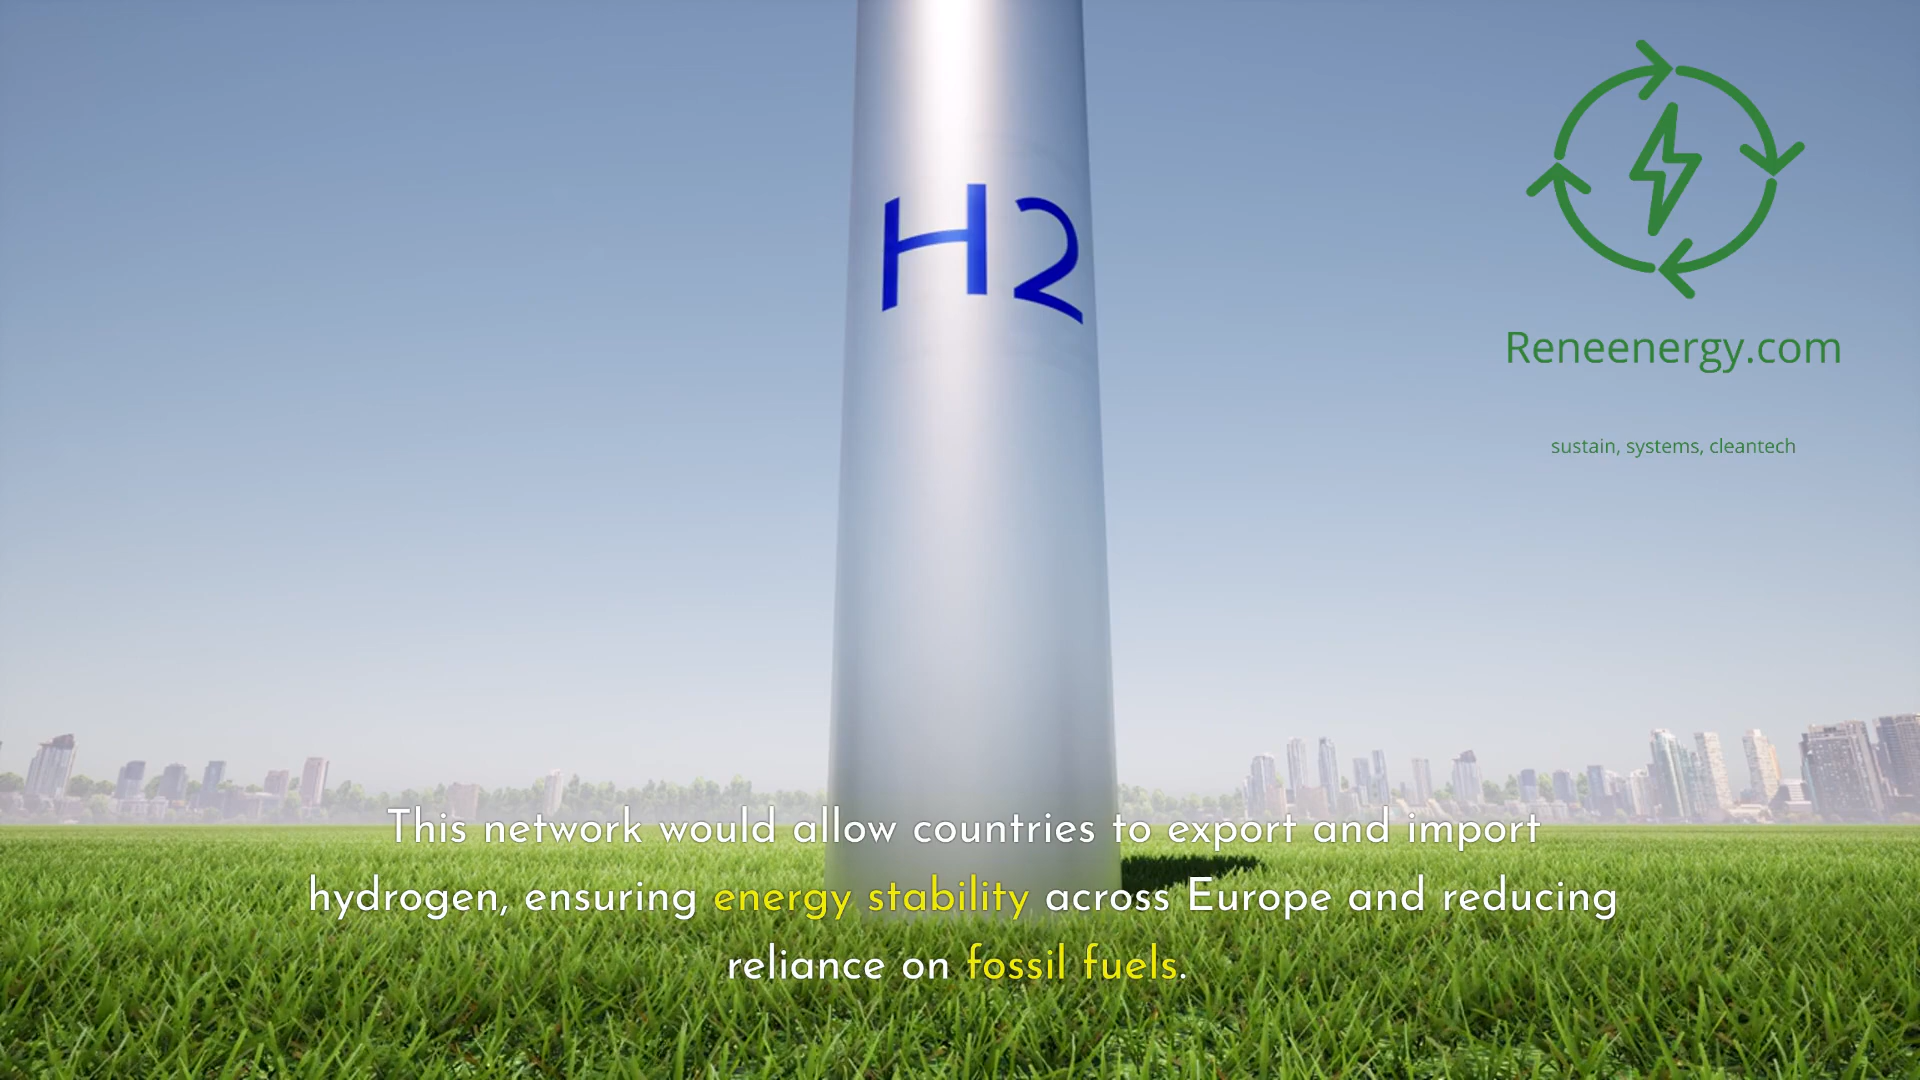 H2
Reneenergy.com
sustain, systems, cleantech
This network would allow countries to export and import
hydrogen, ensuring energy stability across Europe and reducing
reliance on fossil fuels.